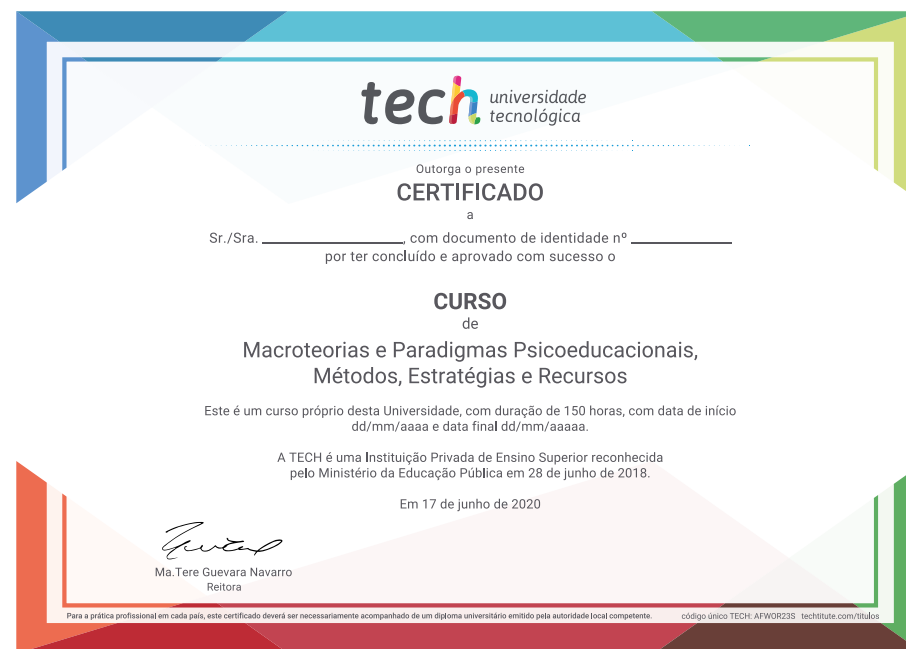 tech universidade
tecnológica
Outorga o presente
CERTIFICADO
a
Sr./Sra. ____________________, com documento de identidade nº ______________
por ter concluído e aprovado com sucesso o
CURSO
de
Macroteorias e Paradigmas Psicoeducacionais,
Métodos, Estratégias e Recursos
Este é um curso próprio desta Universidade, com duração de 150 horas, com data de início
dd/mm/aaaa e data final dd/mm/aaaaa.
A TECH é uma Instituição Privada de Ensino Superior reconhecida
pelo Ministério da Educação Pública em 28 de junho de 2018.
Em 17 de junho de 2020
Ma.Tere Guevara Navarro
Reitora
Para a prática profissional em cada país, este certificado deverá ser necessariamente acompanhado de um diploma universitário emitido pela autoridade local competente. código único TECH: AFWOR23S techtitute.com/titulos